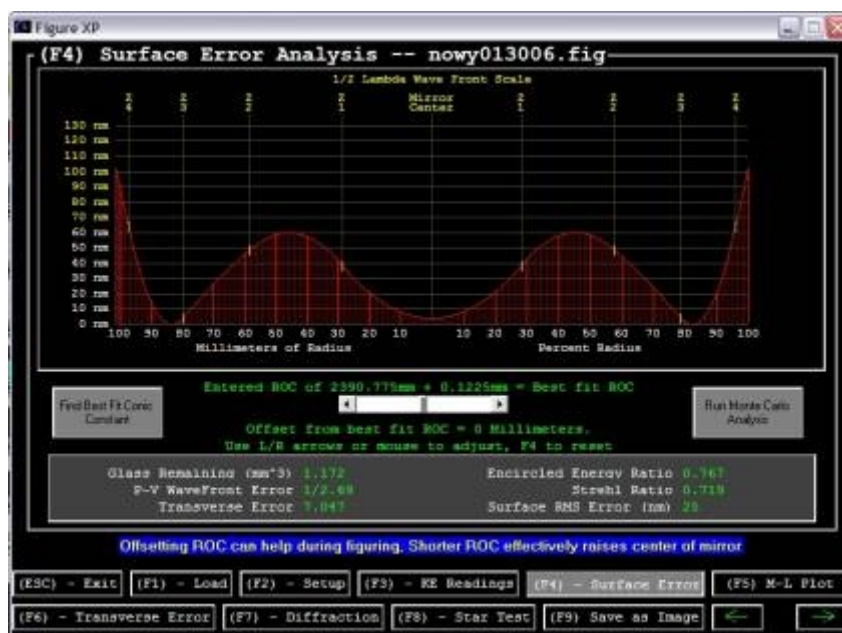 Figure XP
(F4) Surface Error Analysis -- nowy013006.fig
1/2 Lambda Wave Front Scale
Z4 Z3 Z2 Z1 Mirror Center Z1 Z2 Z3 Z4
130 nm
120 nm
110 nm
100 nm
90 nm
80 nm
70 nm
60 nm
50 nm
40 nm
30 nm
20 nm
10 nm
0 nm
100 90 80 70 60 50 40 30 20 10 10 20 30 40 50 60 70 80 90 100
Millimeters of Radius Percent Radius
Entered ROC of 2390.775mm + 0.1225mm = Best fit ROC
Find Best Fit Conic Constant
Run Monte Carlo Analysis
Offset from best fit ROC = 0 Millimeters.
Use L/R arrows or mouse to adjust, F4 to reset
Glass Remaining (mm^3) 1.172 Encircled Energy Ratio 0.767
P-V WaveFront Error 1/2.69 Strehl Ratio 0.719
Transverse Error 7.047 Surface RMS Error (nm) 25
Offsetting ROC can help during figuring. Shorter ROC effectively raises center of mirror
(ESC) - Exit (F1) - Load (F2) - Setup (F3) - KE Readings (F4) - Surface Error (F5) M-L Plot
(F6) - Transverse Error (F7) - Diffraction (F8) - Star Test (F9) Save as Image